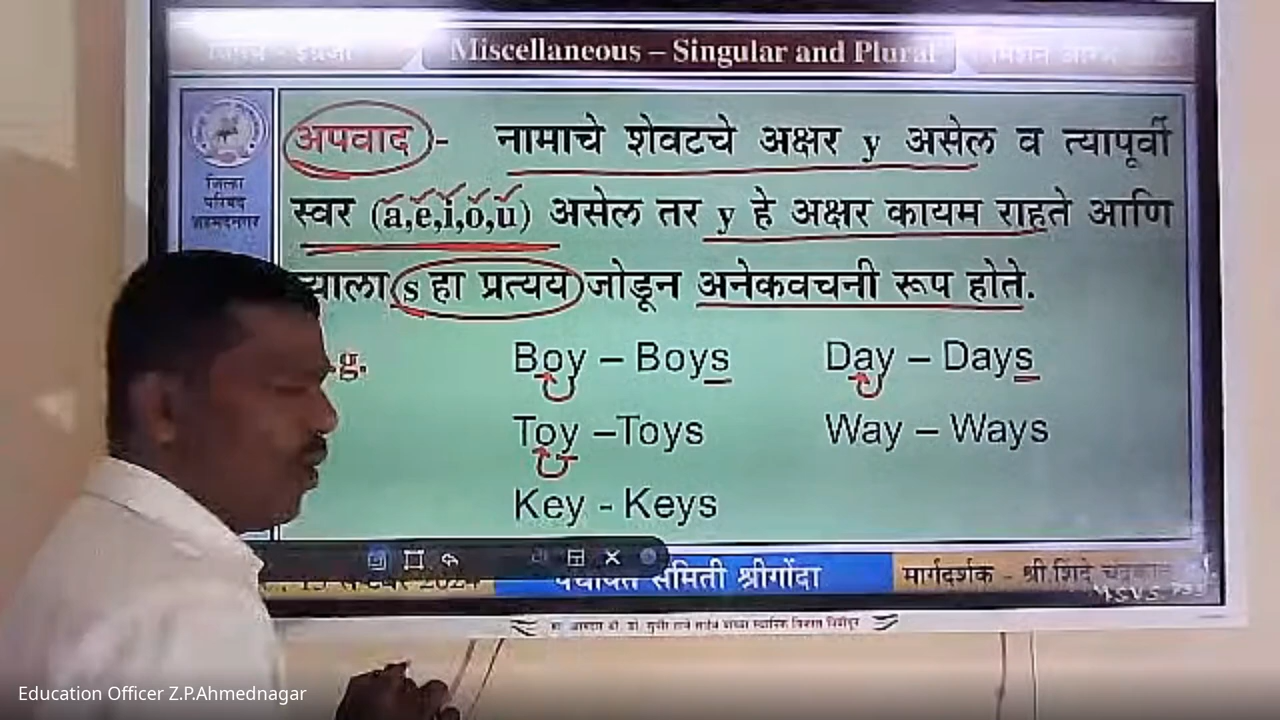 Miscellaneous – Singular and Plural
जिल्हा
परिषद
अहमदनगर
अपवाद :- नामाचे शेवटचे अक्षर y असेल व त्यापूर्वी
स्वर (a,e,i,o,u) असेल तर y हे अक्षर कायम राहते आणि
त्याला s हा प्रत्यय जोडून अनेकवचनी रूप होते.
Boy – Boys Day – Days
Toy –Toys Way – Ways
Key - Keys
पंचायत समिती श्रीगोंदा
मार्गदर्शक - श्री.शिंदे
Education Officer Z.P.Ahmednagar